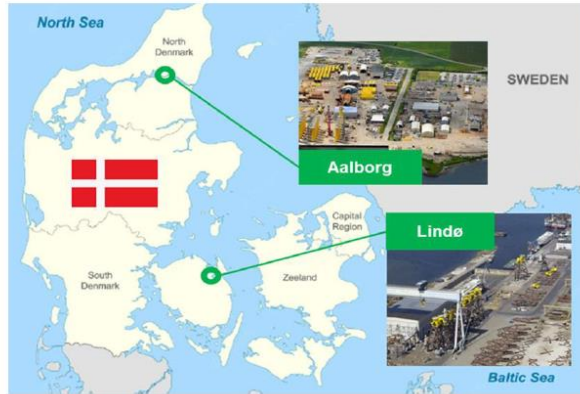 North Sea
North
Denmark
SWEDEN
Aalborg
Capital
Region
Lindø
South
Denmark
Zeeland
Baltic Sea